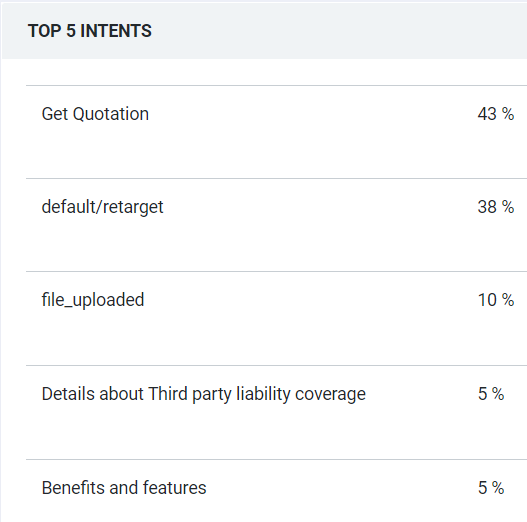 TOP 5 INTENTS
Get Quotation 43 %
default/retarget 38 %
file_uploaded 10 %
Details about Third party liability coverage 5 %
Benefits and features 5 %